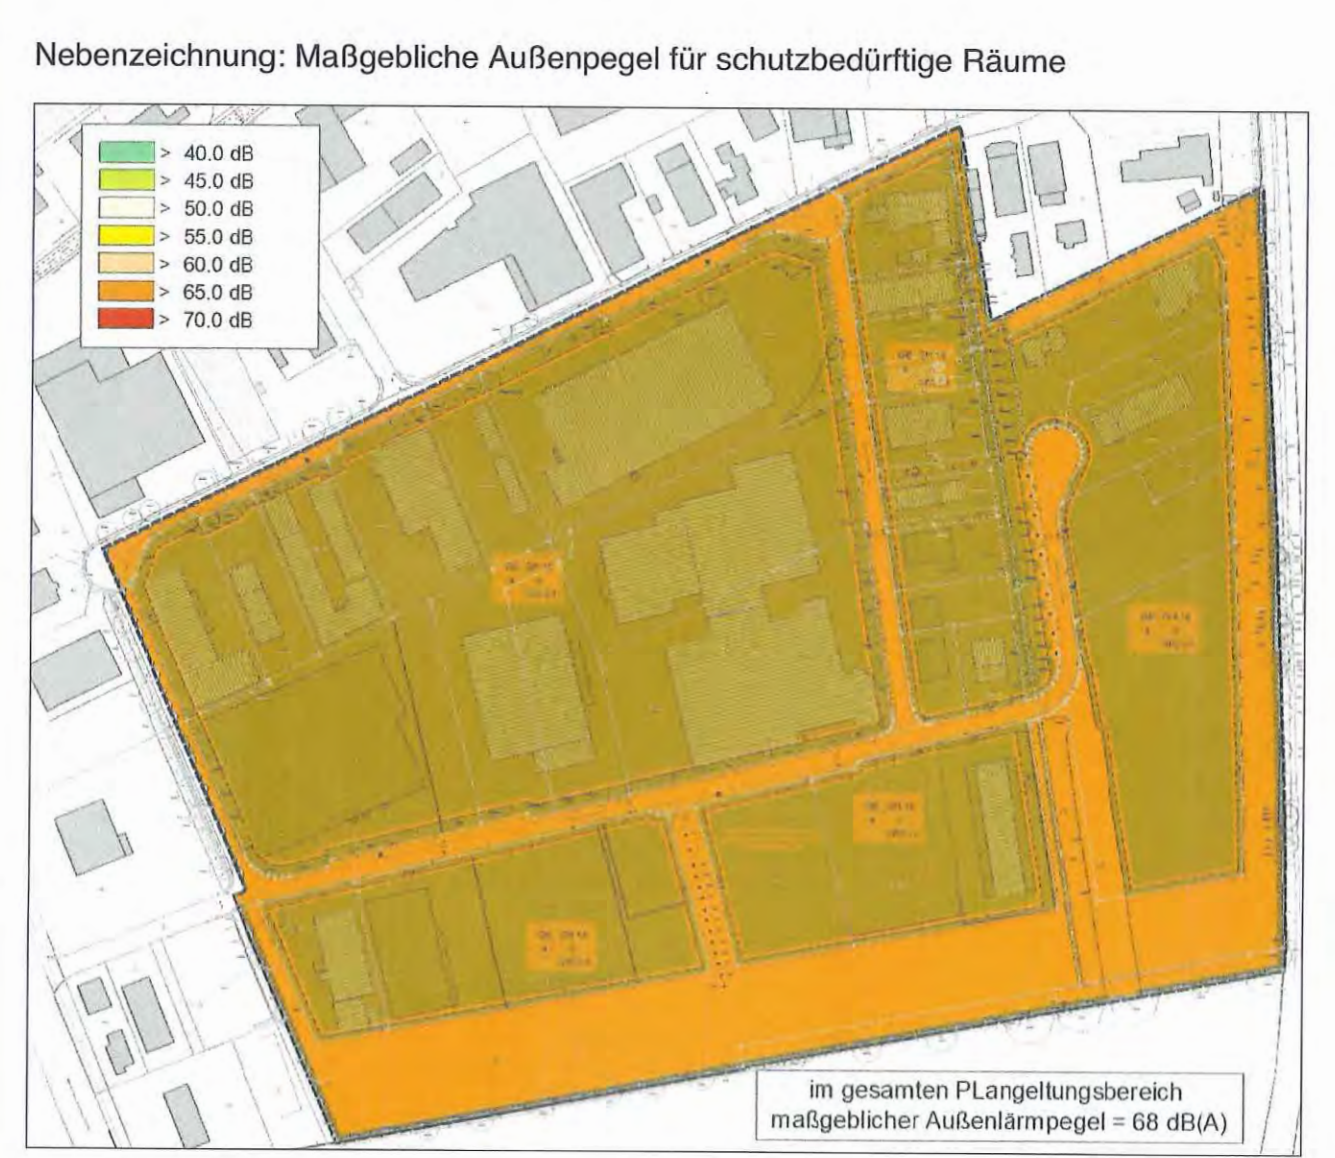 Nebenzeichnung: Maßgebliche Außenpegel für schutzbedürftige Räume
> 40.0 dB
> 45.0 dB
> 50.0 dB
> 55.0 dB
> 60.0 dB
> 65.0 dB
> 70.0 dB
im gesamten PLangeltungsbereich
maßgeblicher Außenlärmpegel = 68 dB(A)